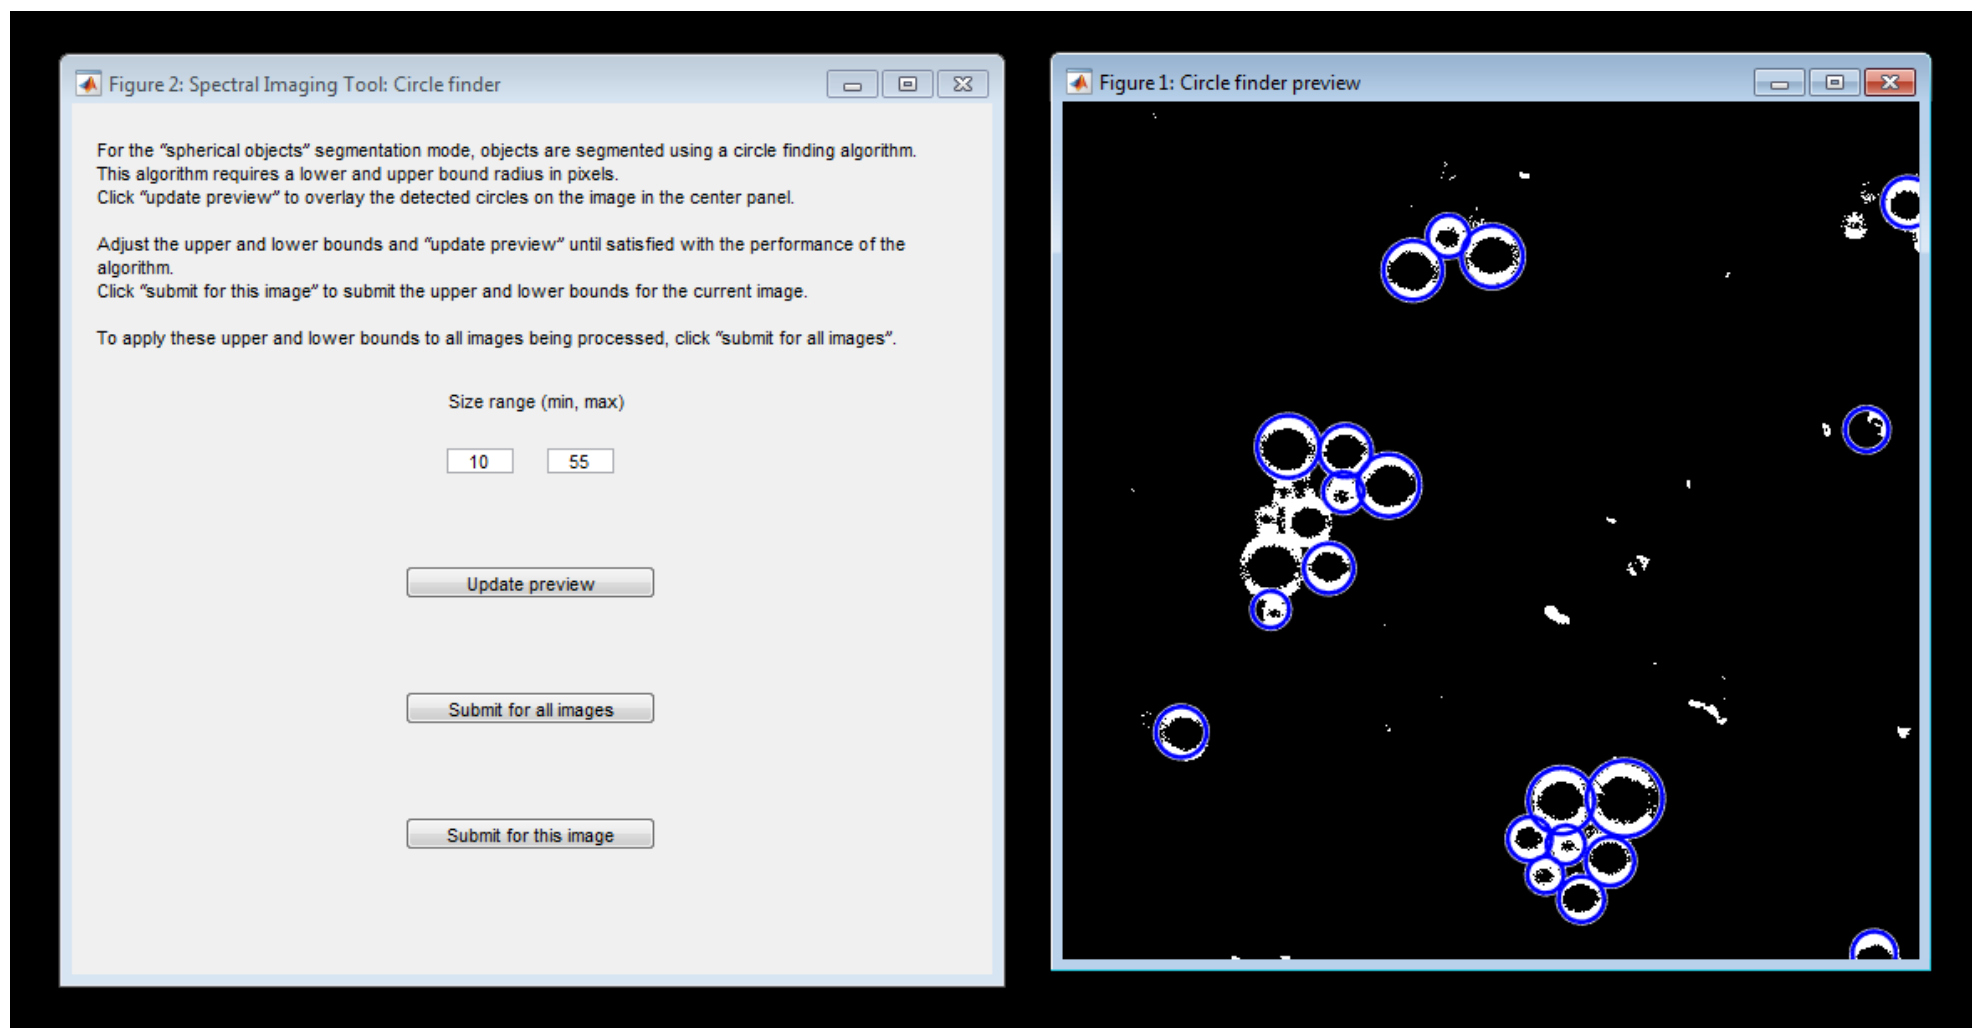 Figure 2: Spectral Imaging Tool: Circle finder
For the "spherical objects" segmentation mode, objects are segmented using a circle finding algorithm.
This algorithm requires a lower and upper bound radius in pixels.
Click "update preview" to overlay the detected circles on the image in the center panel.
Adjust the upper and lower bounds and "update preview" until satisfied with the performance of the
algorithm.
Click "submit for this image" to submit the upper and lower bounds for the current image.
To apply these upper and lower bounds to all images being processed, click "submit for all images".
Size range (min, max)
10 55
Update preview
Submit for all images
Submit for this image
Figure 1: Circle finder preview